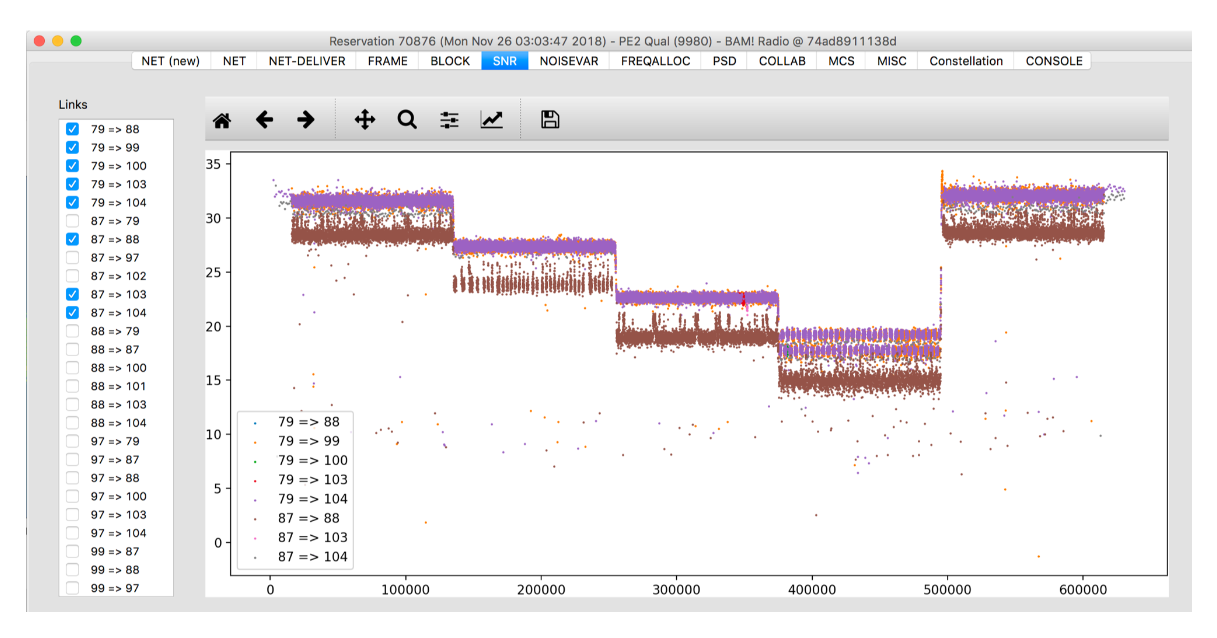 Reservation 70876 (Mon Nov 26 03:03:47 2018) - PE2 Qual (9980) - BAM! Radio @ 74ad8911138d
NET (new) NET NET-DELIVER FRAME BLOCK SNR NOISEVAR FREQALLOC PSD COLLAB MCS MISC Constellation CONSOLE
Links
79 => 88
79 => 99
79 => 100
79 => 103
79 => 104
87 => 79
87 => 88
87 => 97
87 => 102
87 => 103
87 => 104
88 => 79
88 => 87
88 => 100
88 => 101
88 => 103
88 => 104
97 => 79
97 => 87
97 => 88
97 => 100
97 => 103
97 => 104
99 => 87
99 => 88
99 => 97
35
30
25
20
15
10
5
0
79 => 88
79 => 99
79 => 100
79 => 103
79 => 104
87 => 88
87 => 103
87 => 104
0 100000 200000 300000 400000 500000 600000